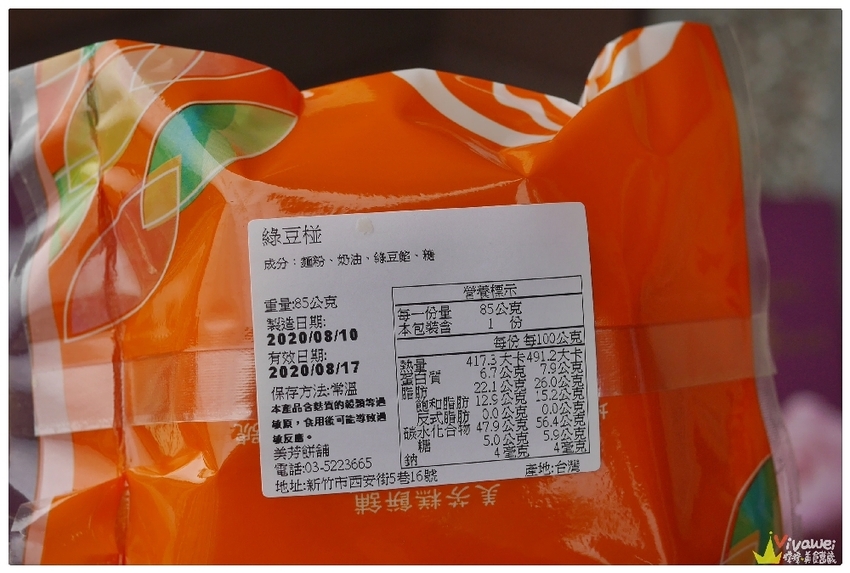 綠豆椪
成分：麵粉、奶油、綠豆餡、糖
重量:85公克
製造日期:
2020/08/10
有效日期:
2020/08/17
保存方法:常溫
本產品含麩質的穀類等過
敏原，食用後可能導致過
敏反應。
美芳餅舖
電話:03-5223665
地址:新竹市西安街5巷16號
營養標示
每一份量 85公克
本包裝含 1 份
每份 每100公克
熱量 417.3大卡 491.2大卡
蛋白質 6.7公克 7.9公克
脂肪 22.1公克 26.0公克
飽和脂肪 12.9公克 15.2公克
反式脂肪 0.0公克 0.0公克
碳水化合物 47.9公克 56.4公克
糖 5.0公克 5.9公克
鈉 4毫克 4毫克
產地:台灣
美芳糕餅舖
Vivawei